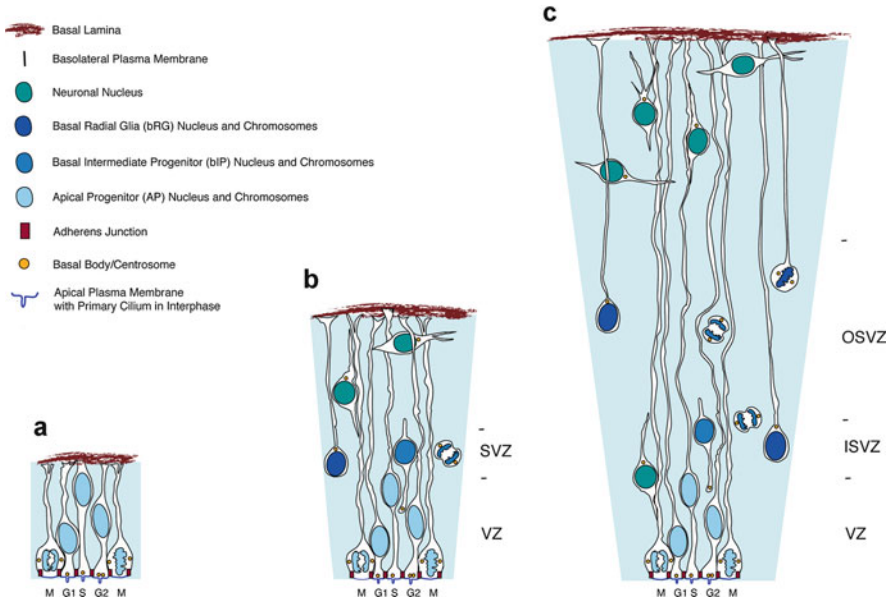 Basal Lamina
Basolateral Plasma Membrane
Neuronal Nucleus
Basal Radial Glia (bRG) Nucleus and Chromosomes
Basal Intermediate Progenitor (bIP) Nucleus and Chromosomes
Apical Progenitor (AP) Nucleus and Chromosomes
Adherens Junction
Basal Body/Centrosome
Apical Plasma Membrane
with Primary Cilium in Interphase
a
M G1 S G2 M
b
SVZ
VZ
M G1 S G2 M
c
OSVZ
ISVZ
VZ
M G1 S G2 M